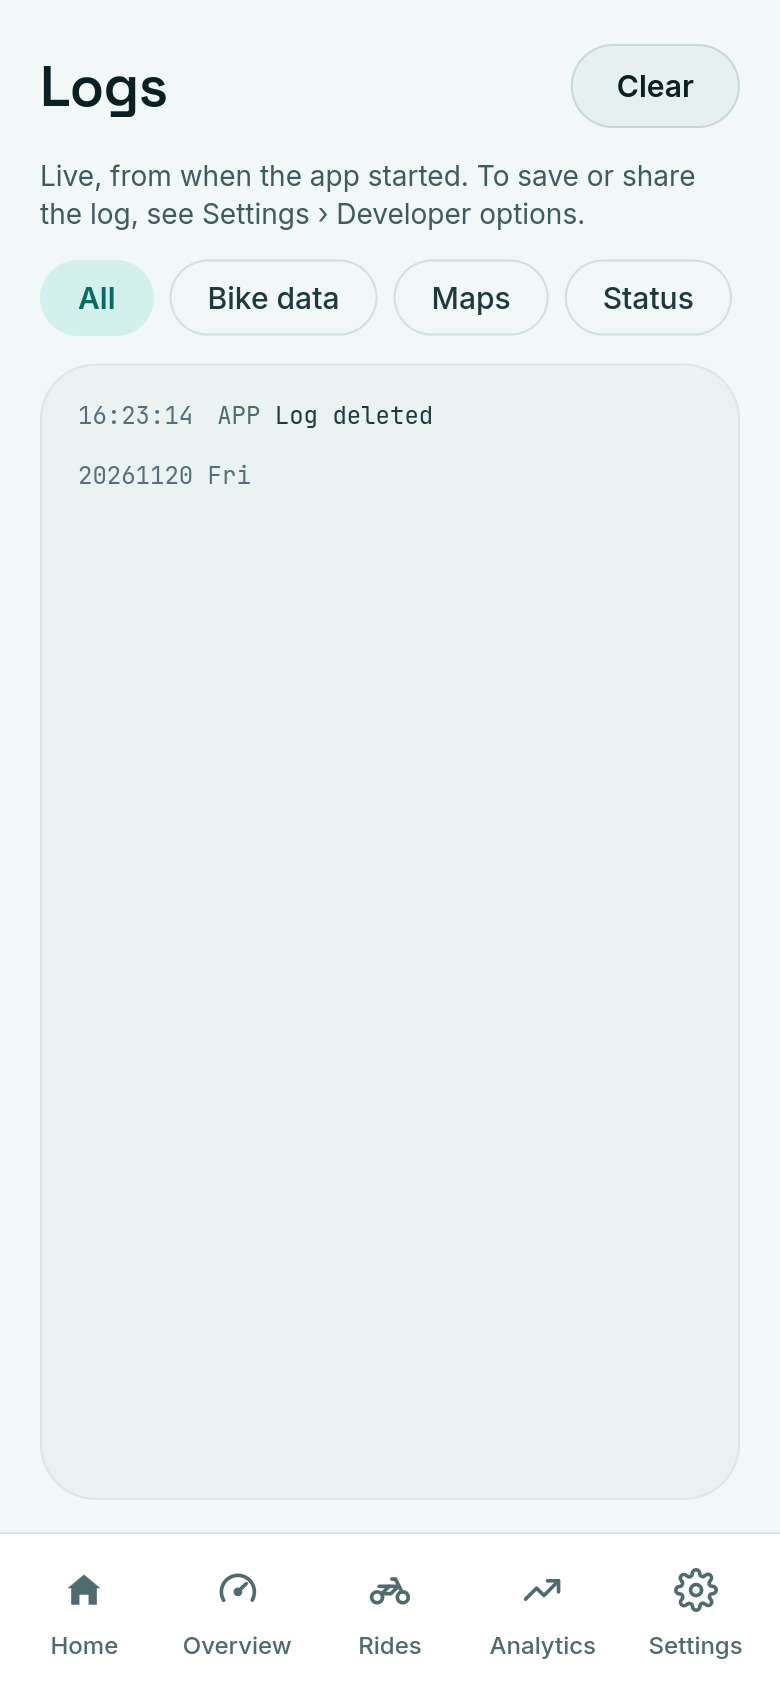 Logs
Clear
Live, from when the app started. To save or share
the log, see Settings › Developer options.
All
Bike data
Maps
Status
16:23:14 APP Log deleted
20261120 Fri
Home
Overview
Rides
Analytics
Settings